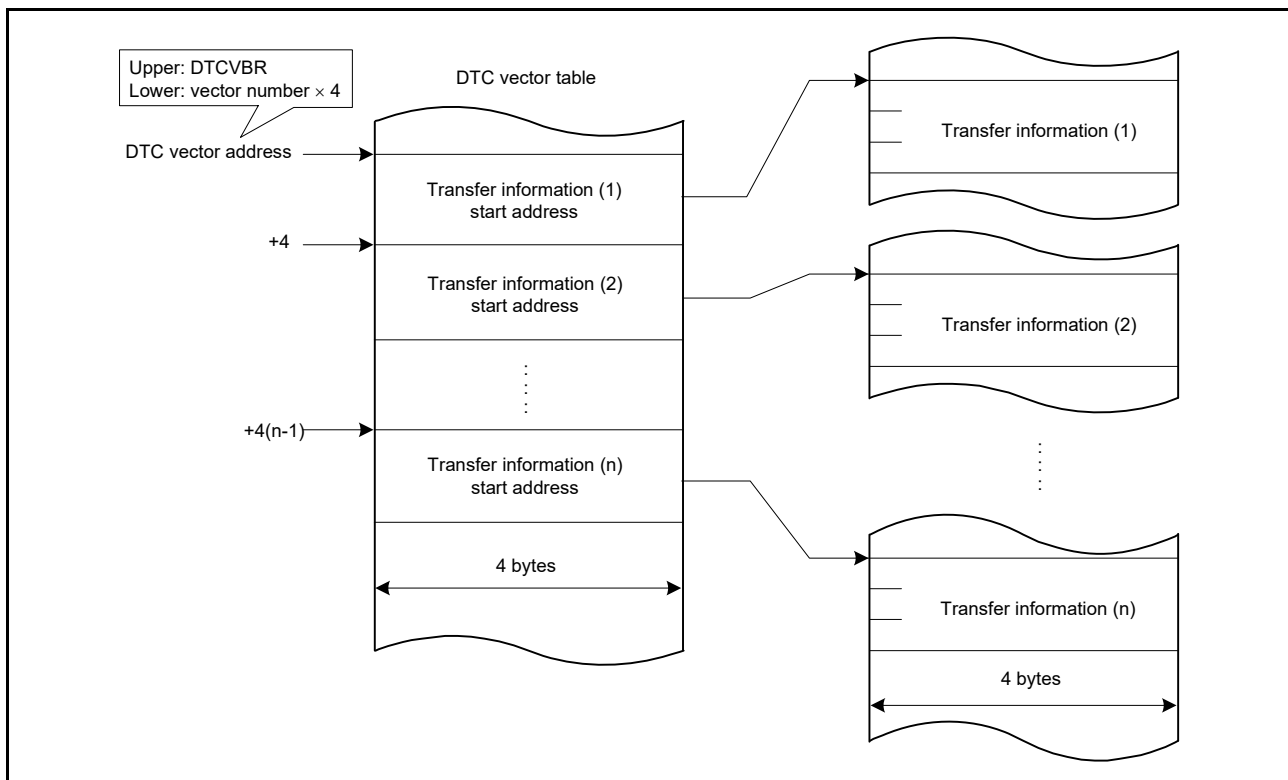 Upper: DTCVBR
Lower: vector number × 4
DTC vector table
DTC vector address
Transfer information (1)
start address
+4
Transfer information (2)
start address
+4(n-1)
Transfer information (n)
start address
4 bytes
Transfer information (1)
Transfer information (2)
Transfer information (n)
4 bytes